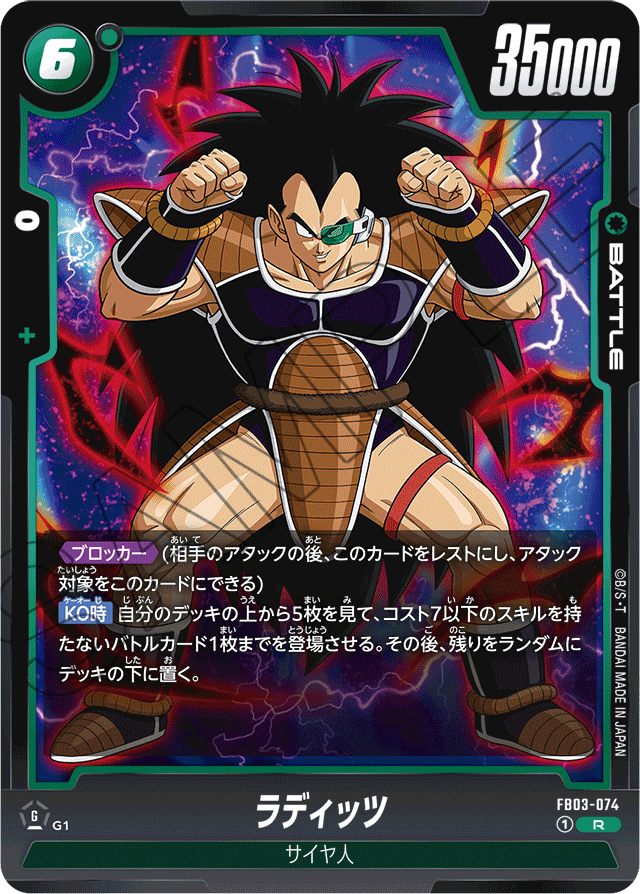 6
35000
0
+
BATTLE
SAMPLE
ブロッカー（相手のアタックの後、このカードをレストにし、アタック
対象をこのカードにできる）
KO時 自分のデッキの上から5枚を見て、コスト7以下のスキルを持
たないバトルカード1枚までを登場させる。その後、残りをランダムに
デッキの下に置く。
©B/S・T BANDAI MADE IN JAPAN
ラディッツ
FB03-074
G G1
1 R
サイヤ人